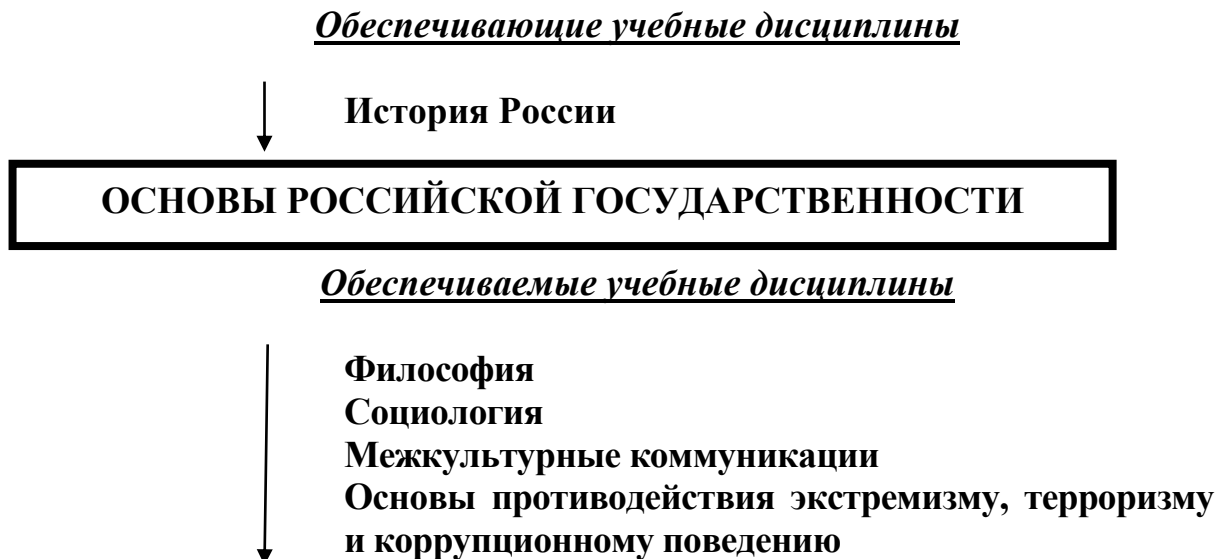 Обеспечивающие учебные дисциплины
История России
ОСНОВЫ РОССИЙСКОЙ ГОСУДАРСТВЕННОСТИ
Обеспечиваемые учебные дисциплины
Философия
Социология
Межкультурные коммуникации
Основы противодействия экстремизму, терроризму
и коррупционному поведению